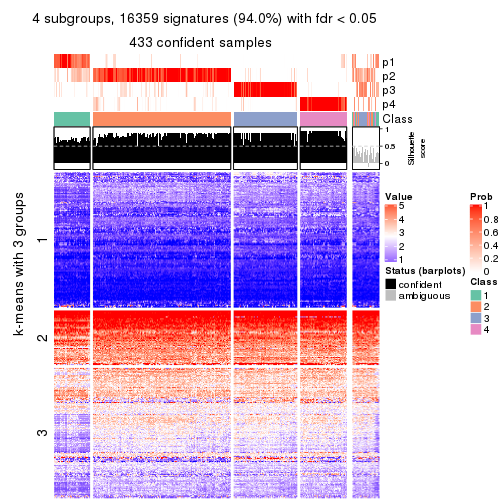 4 subgroups, 16359 signatures (94.0%) with fdr < 0.05
433 confident samples
p1
p2
p3
p4
Class
1
0.5
0
Silhouette
score
k-means with 3 groups
1
2
3
Value
5
4
3
2
1
Status (barplots)
confident
ambiguous
Prob
1
0.8
0.6
0.4
0.2
0
Class
1
2
3
4